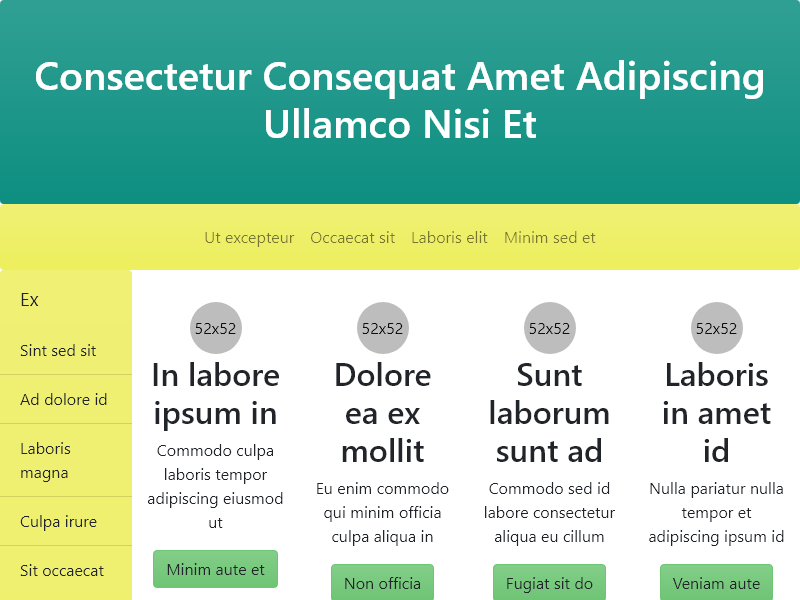 Consectetur Consequat Amet Adipiscing
Ullamco Nisi Et
Ut excepteur
Occaecat sit
Laboris elit
Minim sed et
Ex
Sint sed sit
Ad dolore id
Laboris
magna
Culpa irure
Sit occaecat
52x52
In labore
ipsum in
Commodo culpa
laboris tempor
adipiscing eiusmod
ut
Minim aute et
52x52
Dolore
ea ex
mollit
Eu enim commodo
qui minim officia
culpa aliqua in
Non officia
52x52
Sunt
laborum
sunt ad
Commodo sed id
labore consectetur
aliqua eu cillum
Fugiat sit do
52x52
Laboris
in amet
id
Nulla pariatur nulla
tempor et
adipiscing ipsum id
Veniam aute